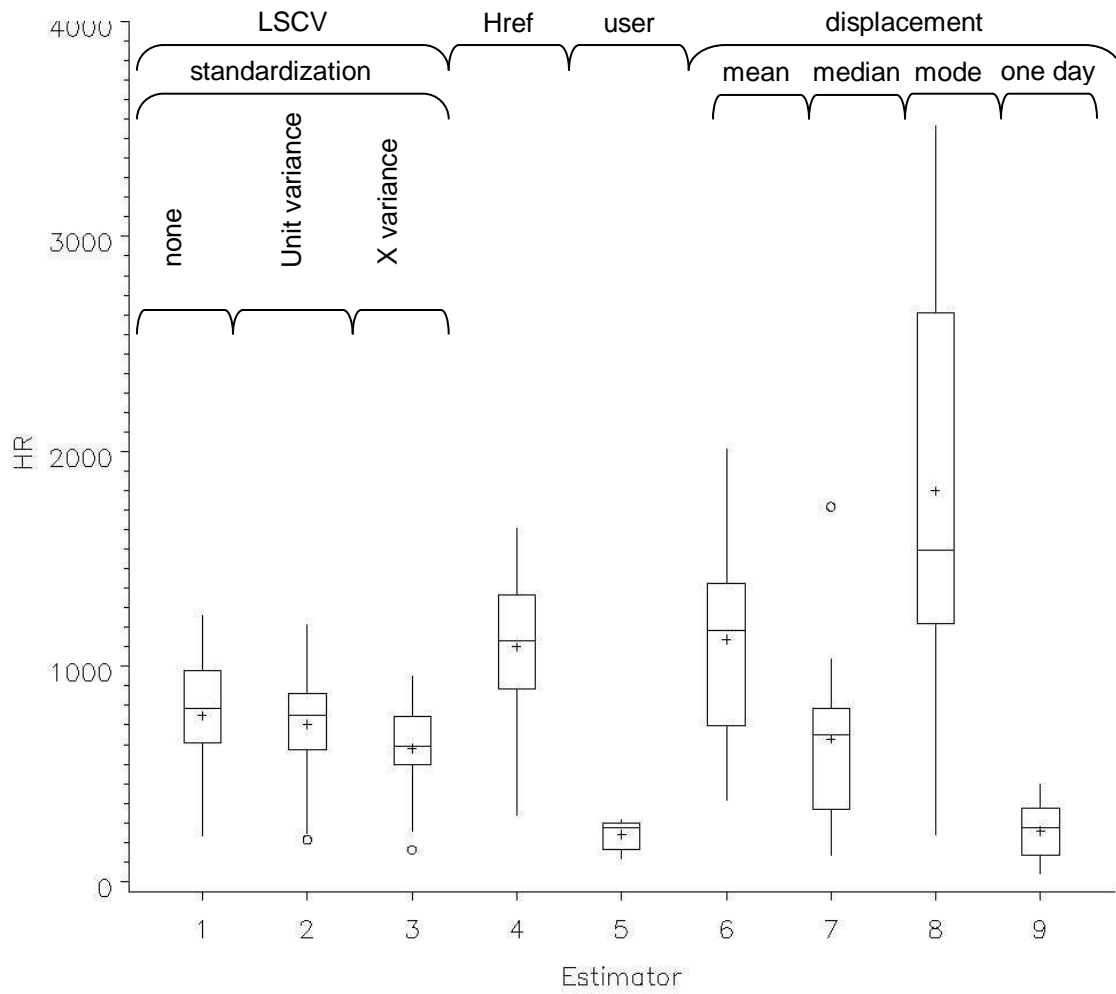 4000
LSCV
Href
user
displacement
standardization
mean
median
mode
one day
none
Unit variance
X variance
3000
HR
2000
1000
0
1
2
3
4
5
6
7
8
9
Estimator